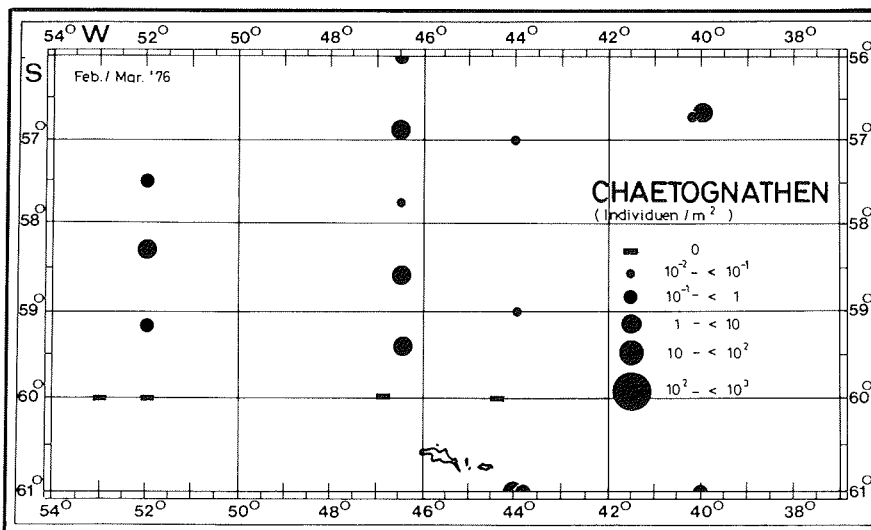 54° W 52° 50° 48° 46° 44° 42° 40° 38°
S Feb./ Mar. '76 56°
57° 57°
CHAETOGNATHEN
( Individuen / m² )
58° 58°
0
10⁻² - < 10⁻¹
10⁻¹ - < 1
59° 59°
1 - < 10
10 - < 10²
10² - < 10³
60° 60°
61° 61°
54° 52° 50° 48° 46° 44° 42° 40° 38°